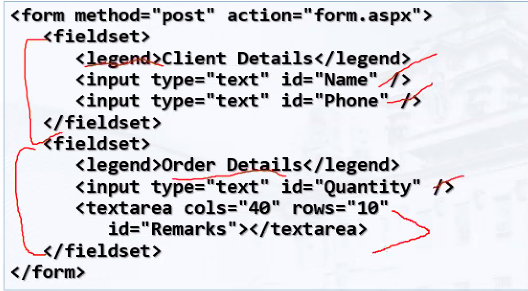 <form method="post" action="form.aspx">
<fieldset>
<legend>Client Details</legend>
<input type="text" id="Name" />
<input type="text" id="Phone" />
</fieldset>
<fieldset>
<legend>Order Details</legend>
<input type="text" id="Quantity" />
<textarea cols="40" rows="10"
id="Remarks"></textarea>
</fieldset>
</form>